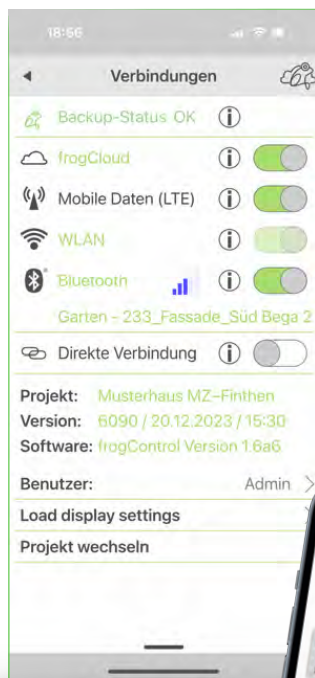 18:56
Verbindungen
Backup-Status OK
frogCloud
Mobile Daten (LTE)
WLAN
Bluetooth
Garten - 233_Fassade_Süd Bega 2
Direkte Verbindung
Projekt: Musterhaus MZ-Finthen
Version: 6090 / 20.12.2023 / 15:30
Software: frogControl Version 1.6a6
Benutzer: Admin
Load display settings
Projekt wechseln